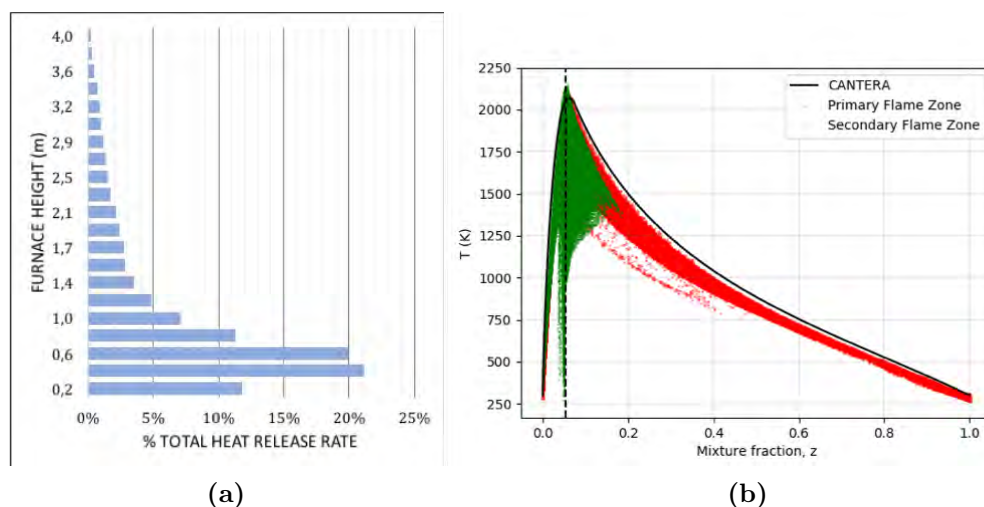 4,0
3,6
3,2
2,9
2,5
2,1
1,7
1,4
1,0
0,6
0,2
FURNACE HEIGHT (m)
0% 5% 10% 15% 20% 25%
% TOTAL HEAT RELEASE RATE
(a)
2250
2000
1750
1500
1250
1000
750
500
250
T (K)
CANTERA
Primary Flame Zone
Secondary Flame Zone
0.0 0.2 0.4 0.6 0.8 1.0
Mixture fraction, z
(b)